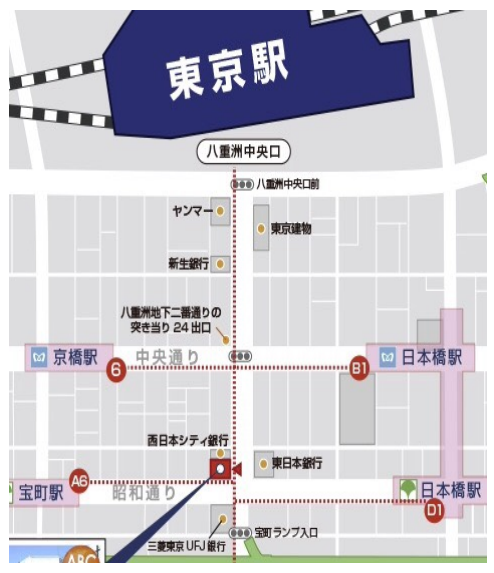 東京駅
八重洲中央口
八重洲中央口前
ヤンマー
東京建物
新生銀行
八重洲地下二番通りの
突き当り 24 出口
京橋駅
中央通り
日本橋駅
6
B1
西日本シティ銀行
東日本銀行
A6
宝町駅
昭和通り
日本橋駅
D1
三菱東京 UFJ 銀行
宝町ランプ入口
ABC